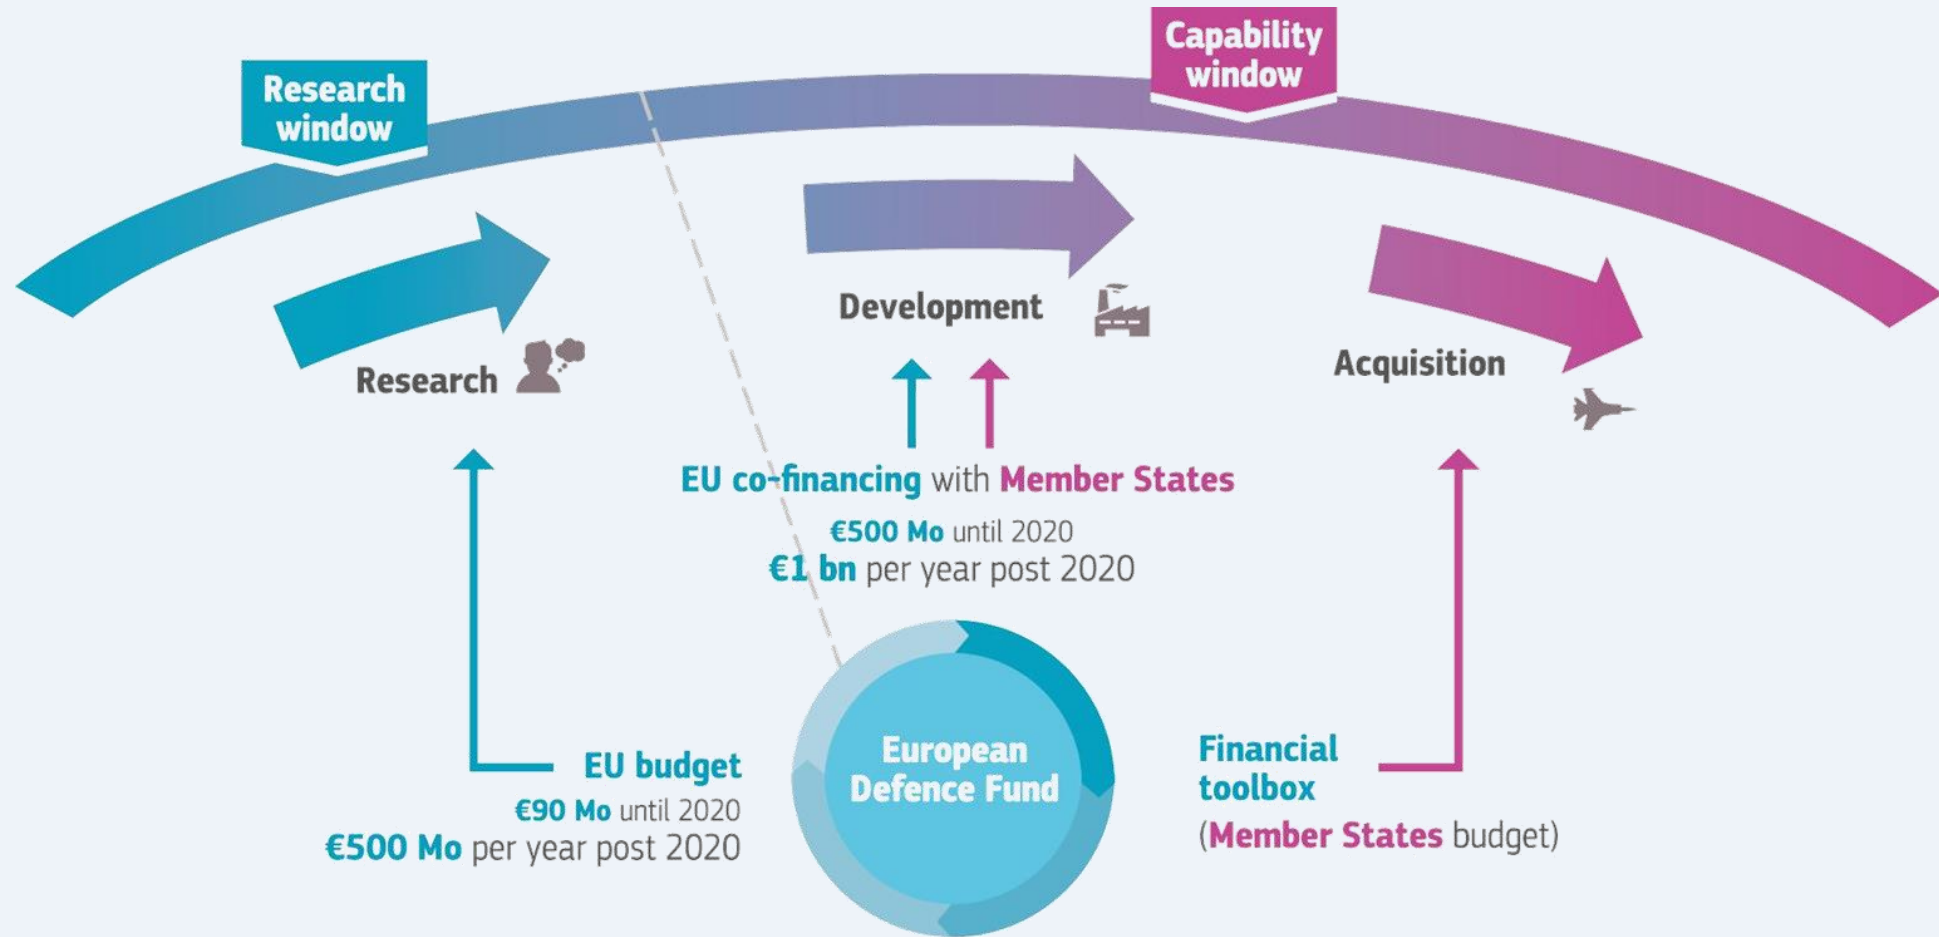 Research
window
Capability
window
Research
Development
Acquisition
EU co-financing with Member States
€500 Mo until 2020
€1 bn per year post 2020
EU budget
€90 Mo until 2020
€500 Mo per year post 2020
European
Defence Fund
Financial
toolbox
(Member States budget)